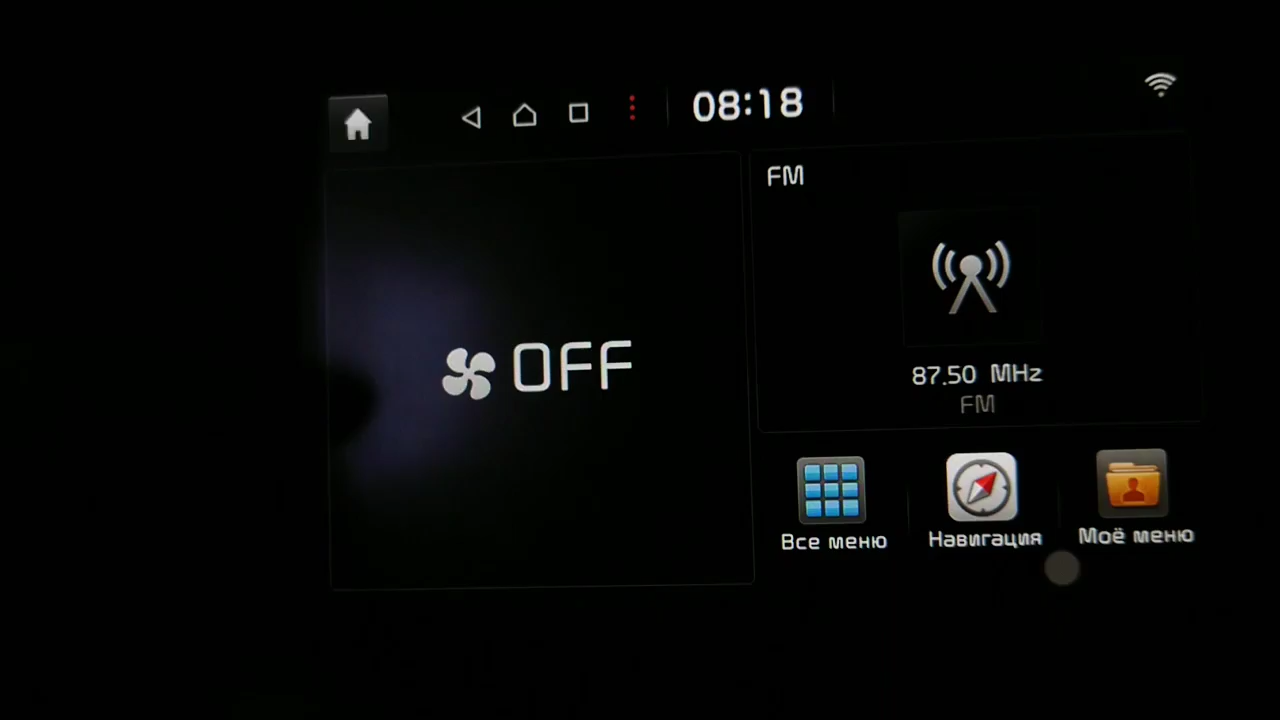 08:18
FM
OFF
87.50 MHz
FM
Все меню
Навигация
Моё меню